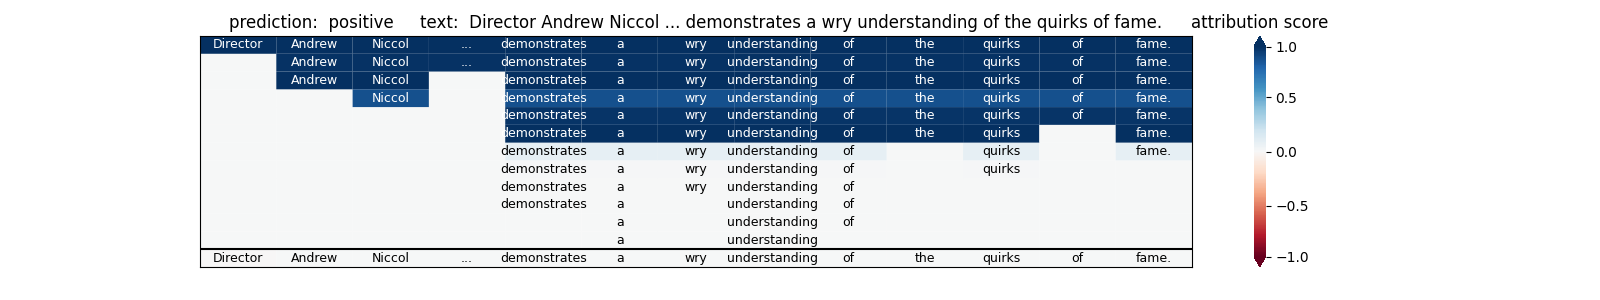 prediction: positive text: Director Andrew Niccol ... demonstrates a wry understanding of the quirks of fame. attribution score
Director Andrew Niccol ... demonstrates a wry understanding of the quirks of fame. 1.0
Andrew Niccol ... demonstrates a wry understanding of the quirks of fame.
Andrew Niccol demonstrates a wry understanding of the quirks of fame.
Niccol demonstrates a wry understanding of the quirks of fame. 0.5
demonstrates a wry understanding of the quirks of fame.
demonstrates a wry understanding of the quirks fame.
demonstrates a wry understanding of quirks fame. 0.0
demonstrates a wry understanding of quirks
demonstrates a wry understanding of
demonstrates a understanding of −0.5
a understanding of
a understanding
Director Andrew Niccol ... demonstrates a wry understanding of the quirks of fame. −1.0